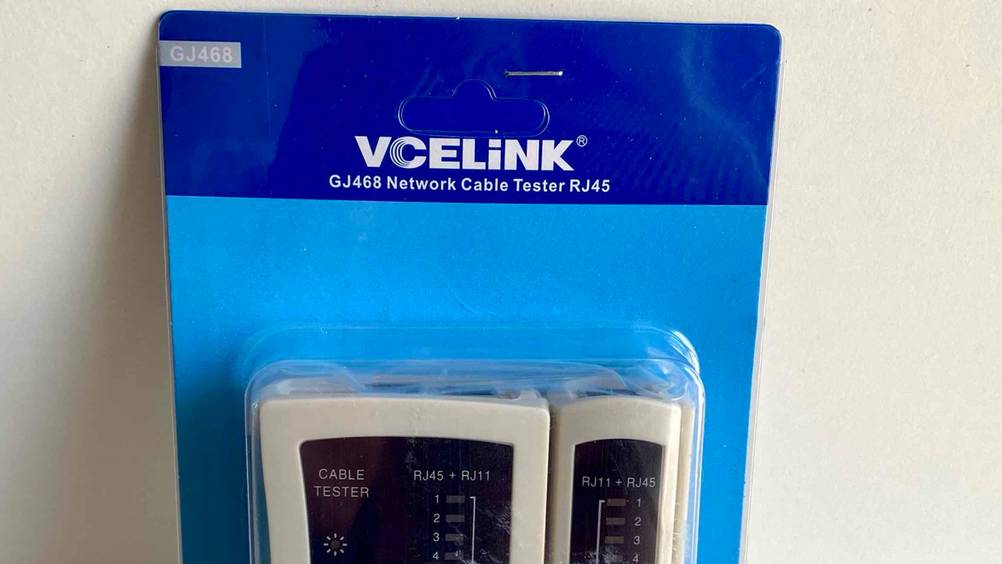 GJ468
VCELiNK®
GJ468 Network Cable Tester RJ45
CABLE
TESTER
RJ45 + RJ11
1
2
3
4
RJ11 + RJ45
1
2
3
4